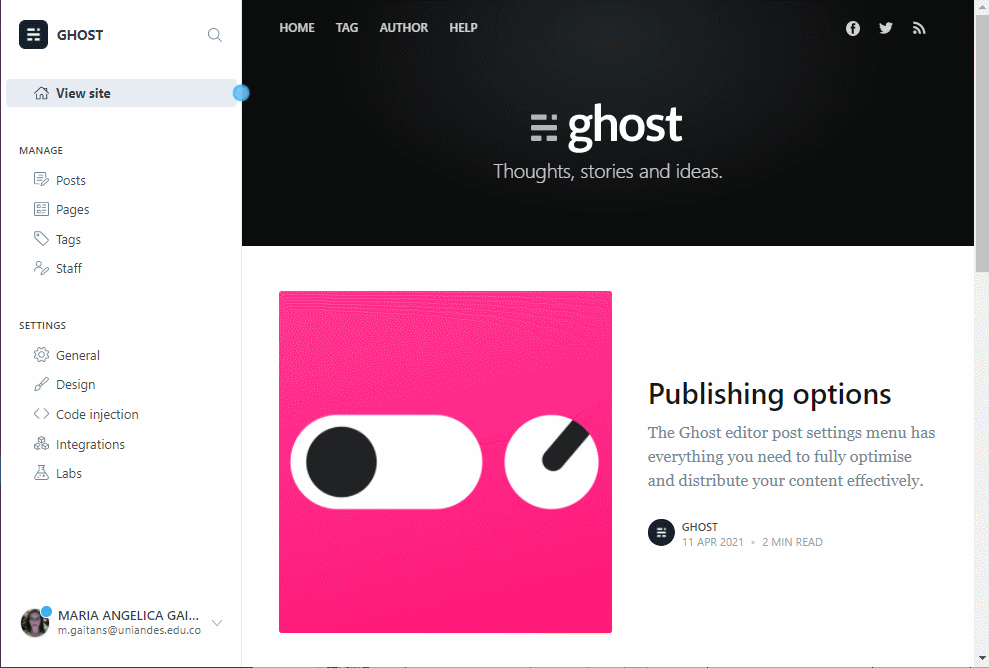 GHOST
View site
MANAGE
Posts
Pages
Tags
Staff
SETTINGS
General
Design
Code injection
Integrations
Labs
MARIA ANGELICA GAI...
m.gaitans@uniandes.edu.co
HOME TAG AUTHOR HELP
ghost
Thoughts, stories and ideas.
Publishing options
The Ghost editor post settings menu has
everything you need to fully optimise
and distribute your content effectively.
GHOST
11 APR 2021 • 2 MIN READ